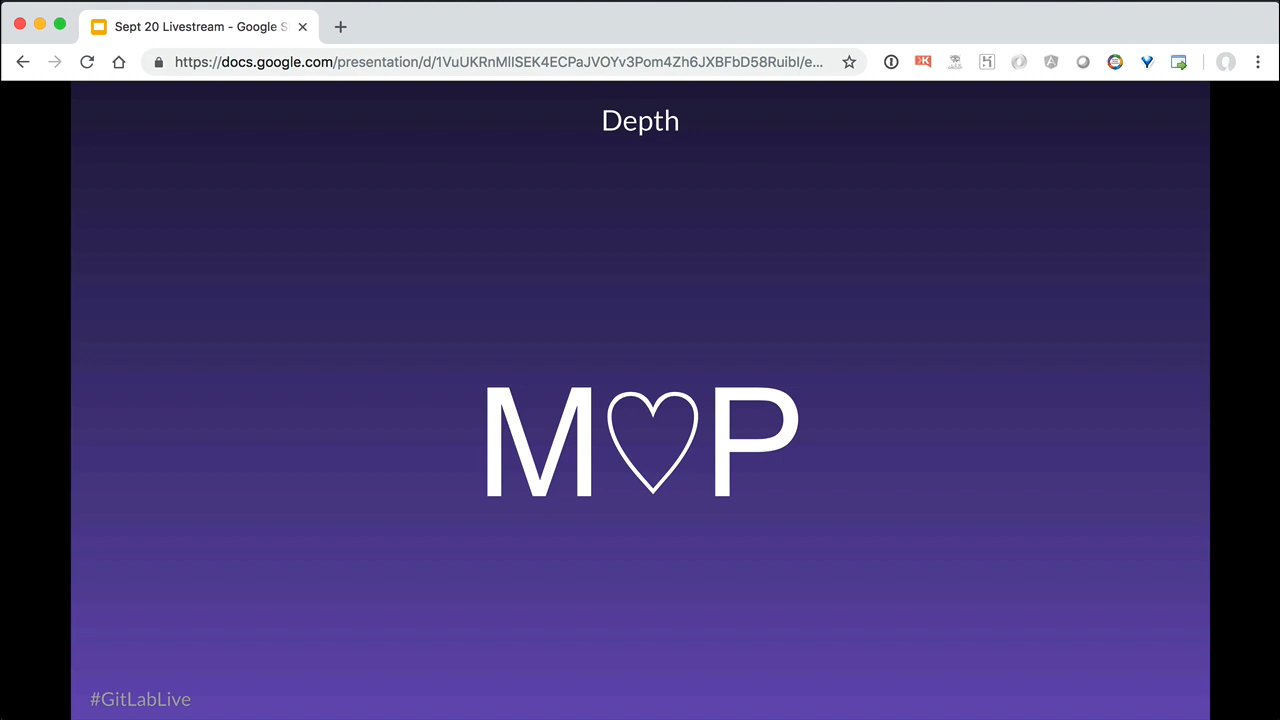 Sept 20 Livestream - Google S
https://docs.google.com/presentation/d/1VuUKRnMlISEK4ECPaJVOYv3Pom4Zh6JXBFbD58Ruibl/e...
Depth
M♡P
#GitLabLive